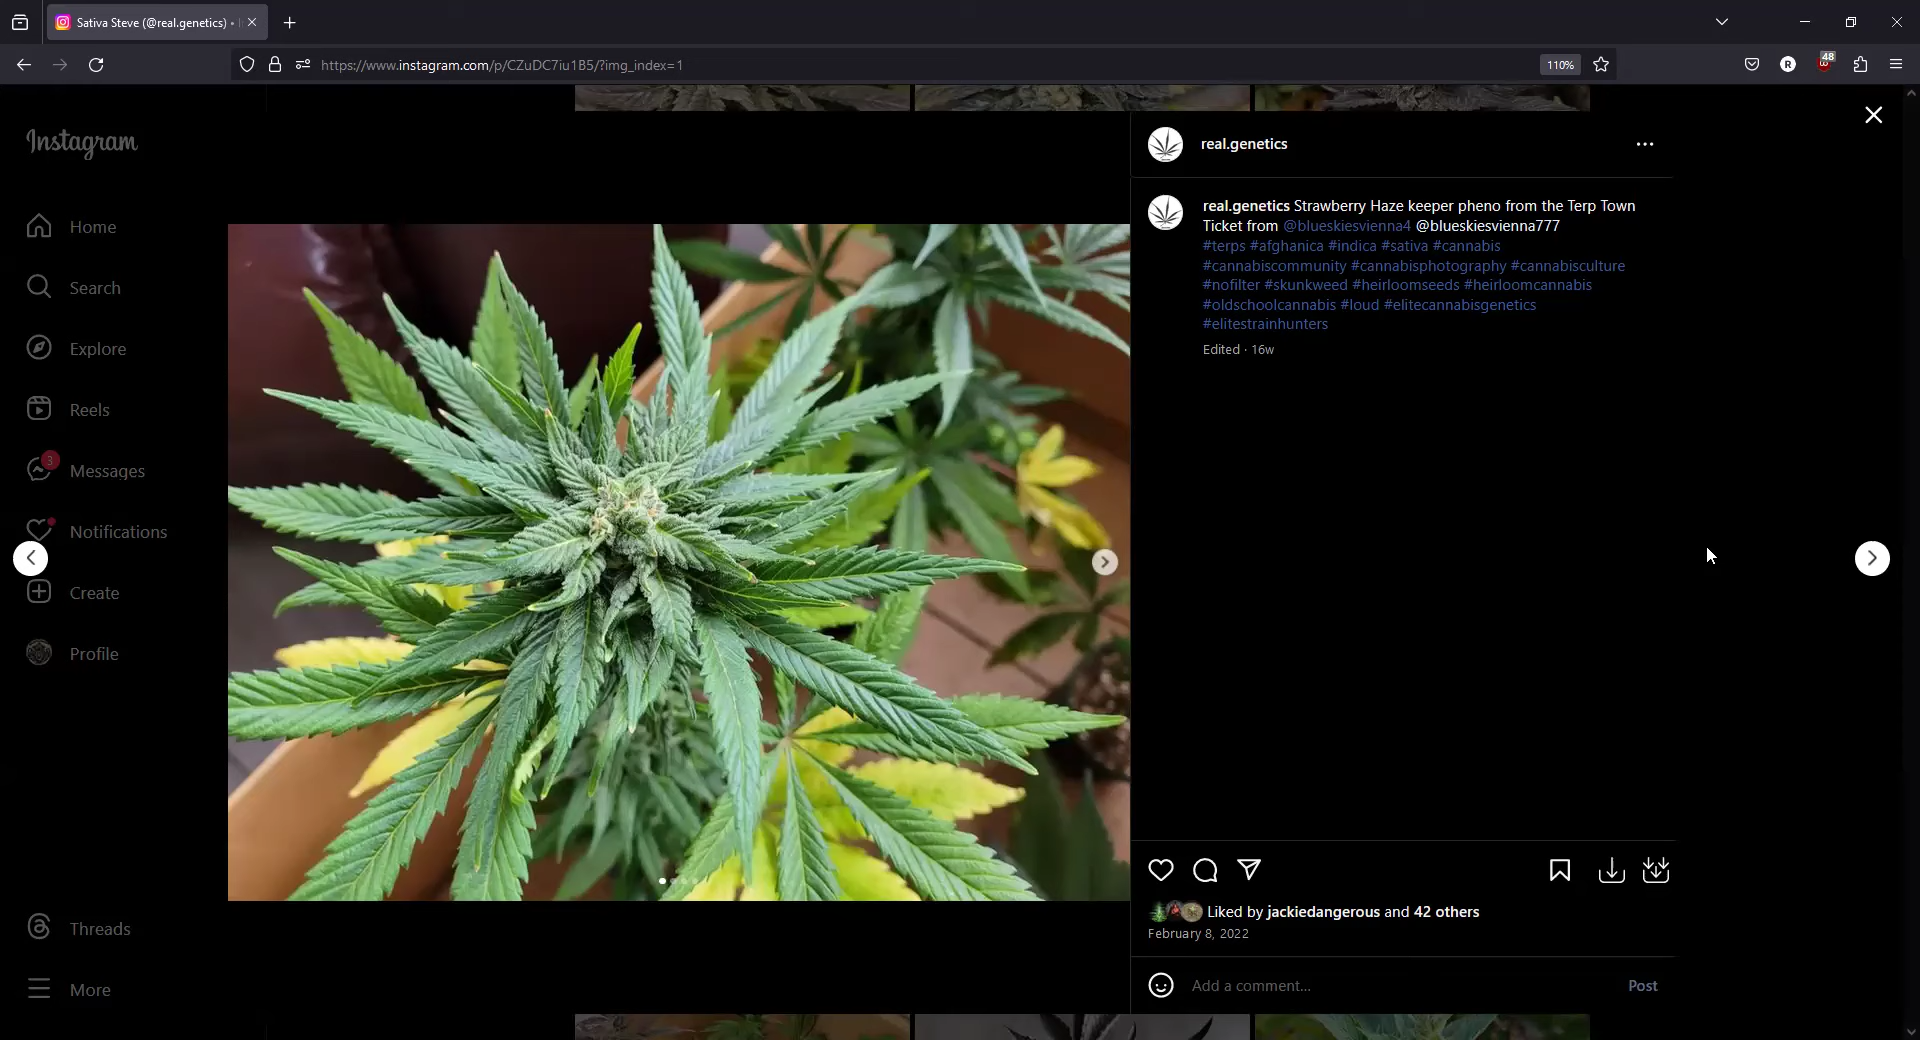 Sativa Steve (@real.genetics) •
https://www.instagram.com/p/CZuDC7iu1B5/?img_index=1
110%
48
Instagram
Home
Search
Explore
Reels
3
Messages
Notifications
Create
Profile
Threads
More
real.genetics
real.genetics Strawberry Haze keeper pheno from the Terp Town
Ticket from @blueskiesvienna4 @blueskiesvienna777
#terps #afghanica #indica #sativa #cannabis
#cannabiscommunity #cannabisphotography #cannabisculture
#nofilter #skunkweed #heirloomseeds #heirloomcannabis
#oldschoolcannabis #loud #elitecannabisgenetics
#elitestrainhunters
Edited · 16w
Liked by jackiedangerous and 42 others
February 8, 2022
Add a comment...
Post